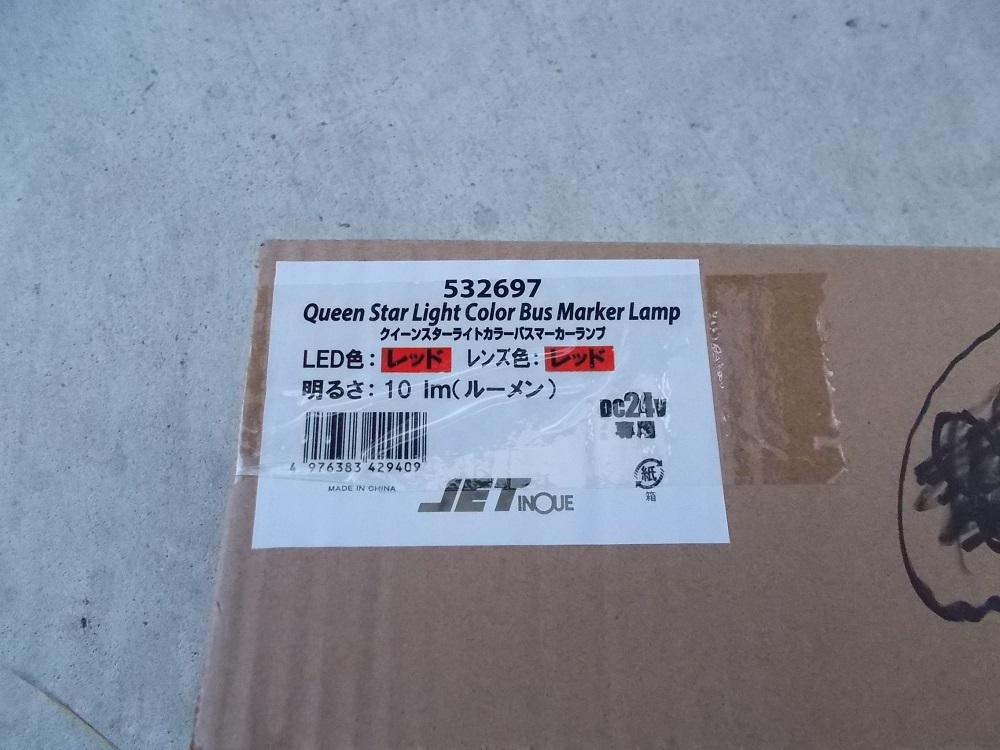 532697
Queen Star Light Color Bus Marker Lamp
クイーンスターライトカラーバスマーカーランプ
LED色：レッド レンズ色：レッド
明るさ：10 lm(ルーメン)
DC24V
専用
4 976383 429409
MADE IN CHINA
紙
箱
JET INOUE